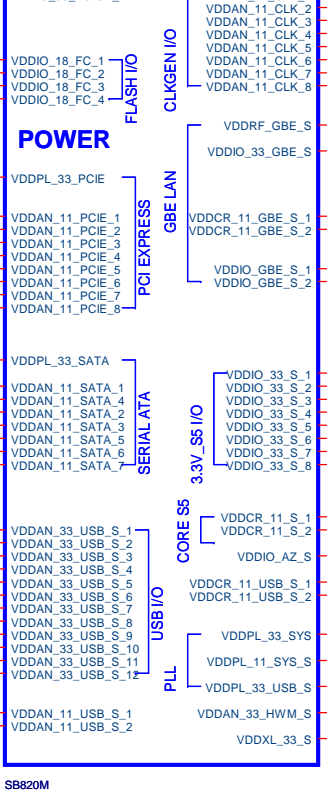 VDDIO_18_FC_1
VDDIO_18_FC_2
VDDIO_18_FC_3
VDDIO_18_FC_4
FLASH I/O
POWER
VDDPL_33_PCIE
VDDAN_11_PCIE_1
VDDAN_11_PCIE_2
VDDAN_11_PCIE_3
VDDAN_11_PCIE_4
VDDAN_11_PCIE_5
VDDAN_11_PCIE_6
VDDAN_11_PCIE_7
VDDAN_11_PCIE_8
PCI EXPRESS
VDDPL_33_SATA
VDDAN_11_SATA_1
VDDAN_11_SATA_4
VDDAN_11_SATA_2
VDDAN_11_SATA_3
VDDAN_11_SATA_5
VDDAN_11_SATA_6
VDDAN_11_SATA_7
SERIAL ATA
VDDAN_33_USB_S_1
VDDAN_33_USB_S_2
VDDAN_33_USB_S_3
VDDAN_33_USB_S_4
VDDAN_33_USB_S_5
VDDAN_33_USB_S_6
VDDAN_33_USB_S_7
VDDAN_33_USB_S_8
VDDAN_33_USB_S_9
VDDAN_33_USB_S_10
VDDAN_33_USB_S_11
VDDAN_33_USB_S_12
USB I/O
VDDAN_11_USB_S_1
VDDAN_11_USB_S_2
VDDAN_11_CLK_2
VDDAN_11_CLK_3
VDDAN_11_CLK_4
VDDAN_11_CLK_5
VDDAN_11_CLK_6
VDDAN_11_CLK_7
VDDAN_11_CLK_8
CLKGEN I/O
VDDRF_GBE_S
VDDIO_33_GBE_S
GBE LAN
VDDCR_11_GBE_S_1
VDDCR_11_GBE_S_2
VDDIO_GBE_S_1
VDDIO_GBE_S_2
VDDIO_33_S_1
VDDIO_33_S_2
VDDIO_33_S_3
VDDIO_33_S_4
VDDIO_33_S_5
VDDIO_33_S_6
VDDIO_33_S_7
VDDIO_33_S_8
3.3V_S5 I/O
VDDCR_11_S_1
VDDCR_11_S_2
CORE S5
VDDIO_AZ_S
VDDCR_11_USB_S_1
VDDCR_11_USB_S_2
VDDPL_33_SYS
VDDPL_11_SYS_S
VDDPL_33_USB_S
PLL
VDDAN_33_HWM_S
VDDXL_33_S
SB820M